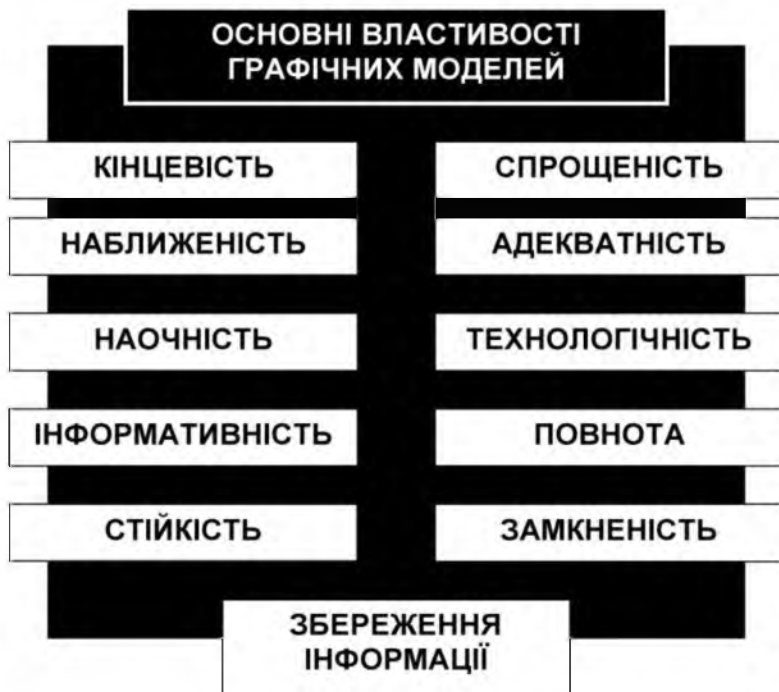 ОСНОВНІ ВЛАСТИВОСТІ
ГРАФІЧНИХ МОДЕЛЕЙ
КІНЦЕВІСТЬ
СПРОЩЕНІСТЬ
НАБЛИЖЕНІСТЬ
АДЕКВАТНІСТЬ
НАОЧНІСТЬ
ТЕХНОЛОГІЧНІСТЬ
ІНФОРМАТИВНІСТЬ
ПОВНОТА
СТІЙКІСТЬ
ЗАМКНЕНІСТЬ
ЗБЕРЕЖЕННЯ
ІНФОРМАЦІЇ